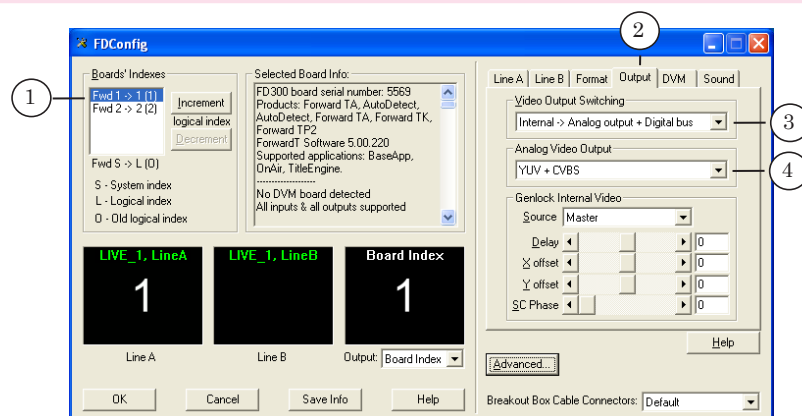 2
FDConfig
1
Boards' Indexes
Fwd 1 -> 1 (1)
Fwd 2 -> 2 (2)
Increment
logical index
Decrement
Fwd S -> L (O)
S - System index
L - Logical index
O - Old logical index
Selected Board Info:
FD300 board serial number: 5569
Products: Forward TA, AutoDetect,
AutoDetect, Forward TA, Forward TK,
Forward TP2
ForwardT Software 5.00.220
Supported applications: BaseApp,
OnAir, TitleEngine.
--------------------
No DVM board detected
All inputs & all outputs supported
Line A
Line B
Format
Output
DVM
Sound
Video Output Switching
Internal -> Analog output + Digital bus
3
Analog Video Output
YUV + CVBS
4
Genlock Internal Video
Source Master
Delay 0
X offset 0
Y offset 0
SC Phase 0
Help
LIVE_1, LineA
1
LIVE_1, LineB
Board Index
1
Line A
Line B
Output: Board Index
Advanced...
OK
Cancel
Save Info
Help
Breakout Box Cable Connectors: Default